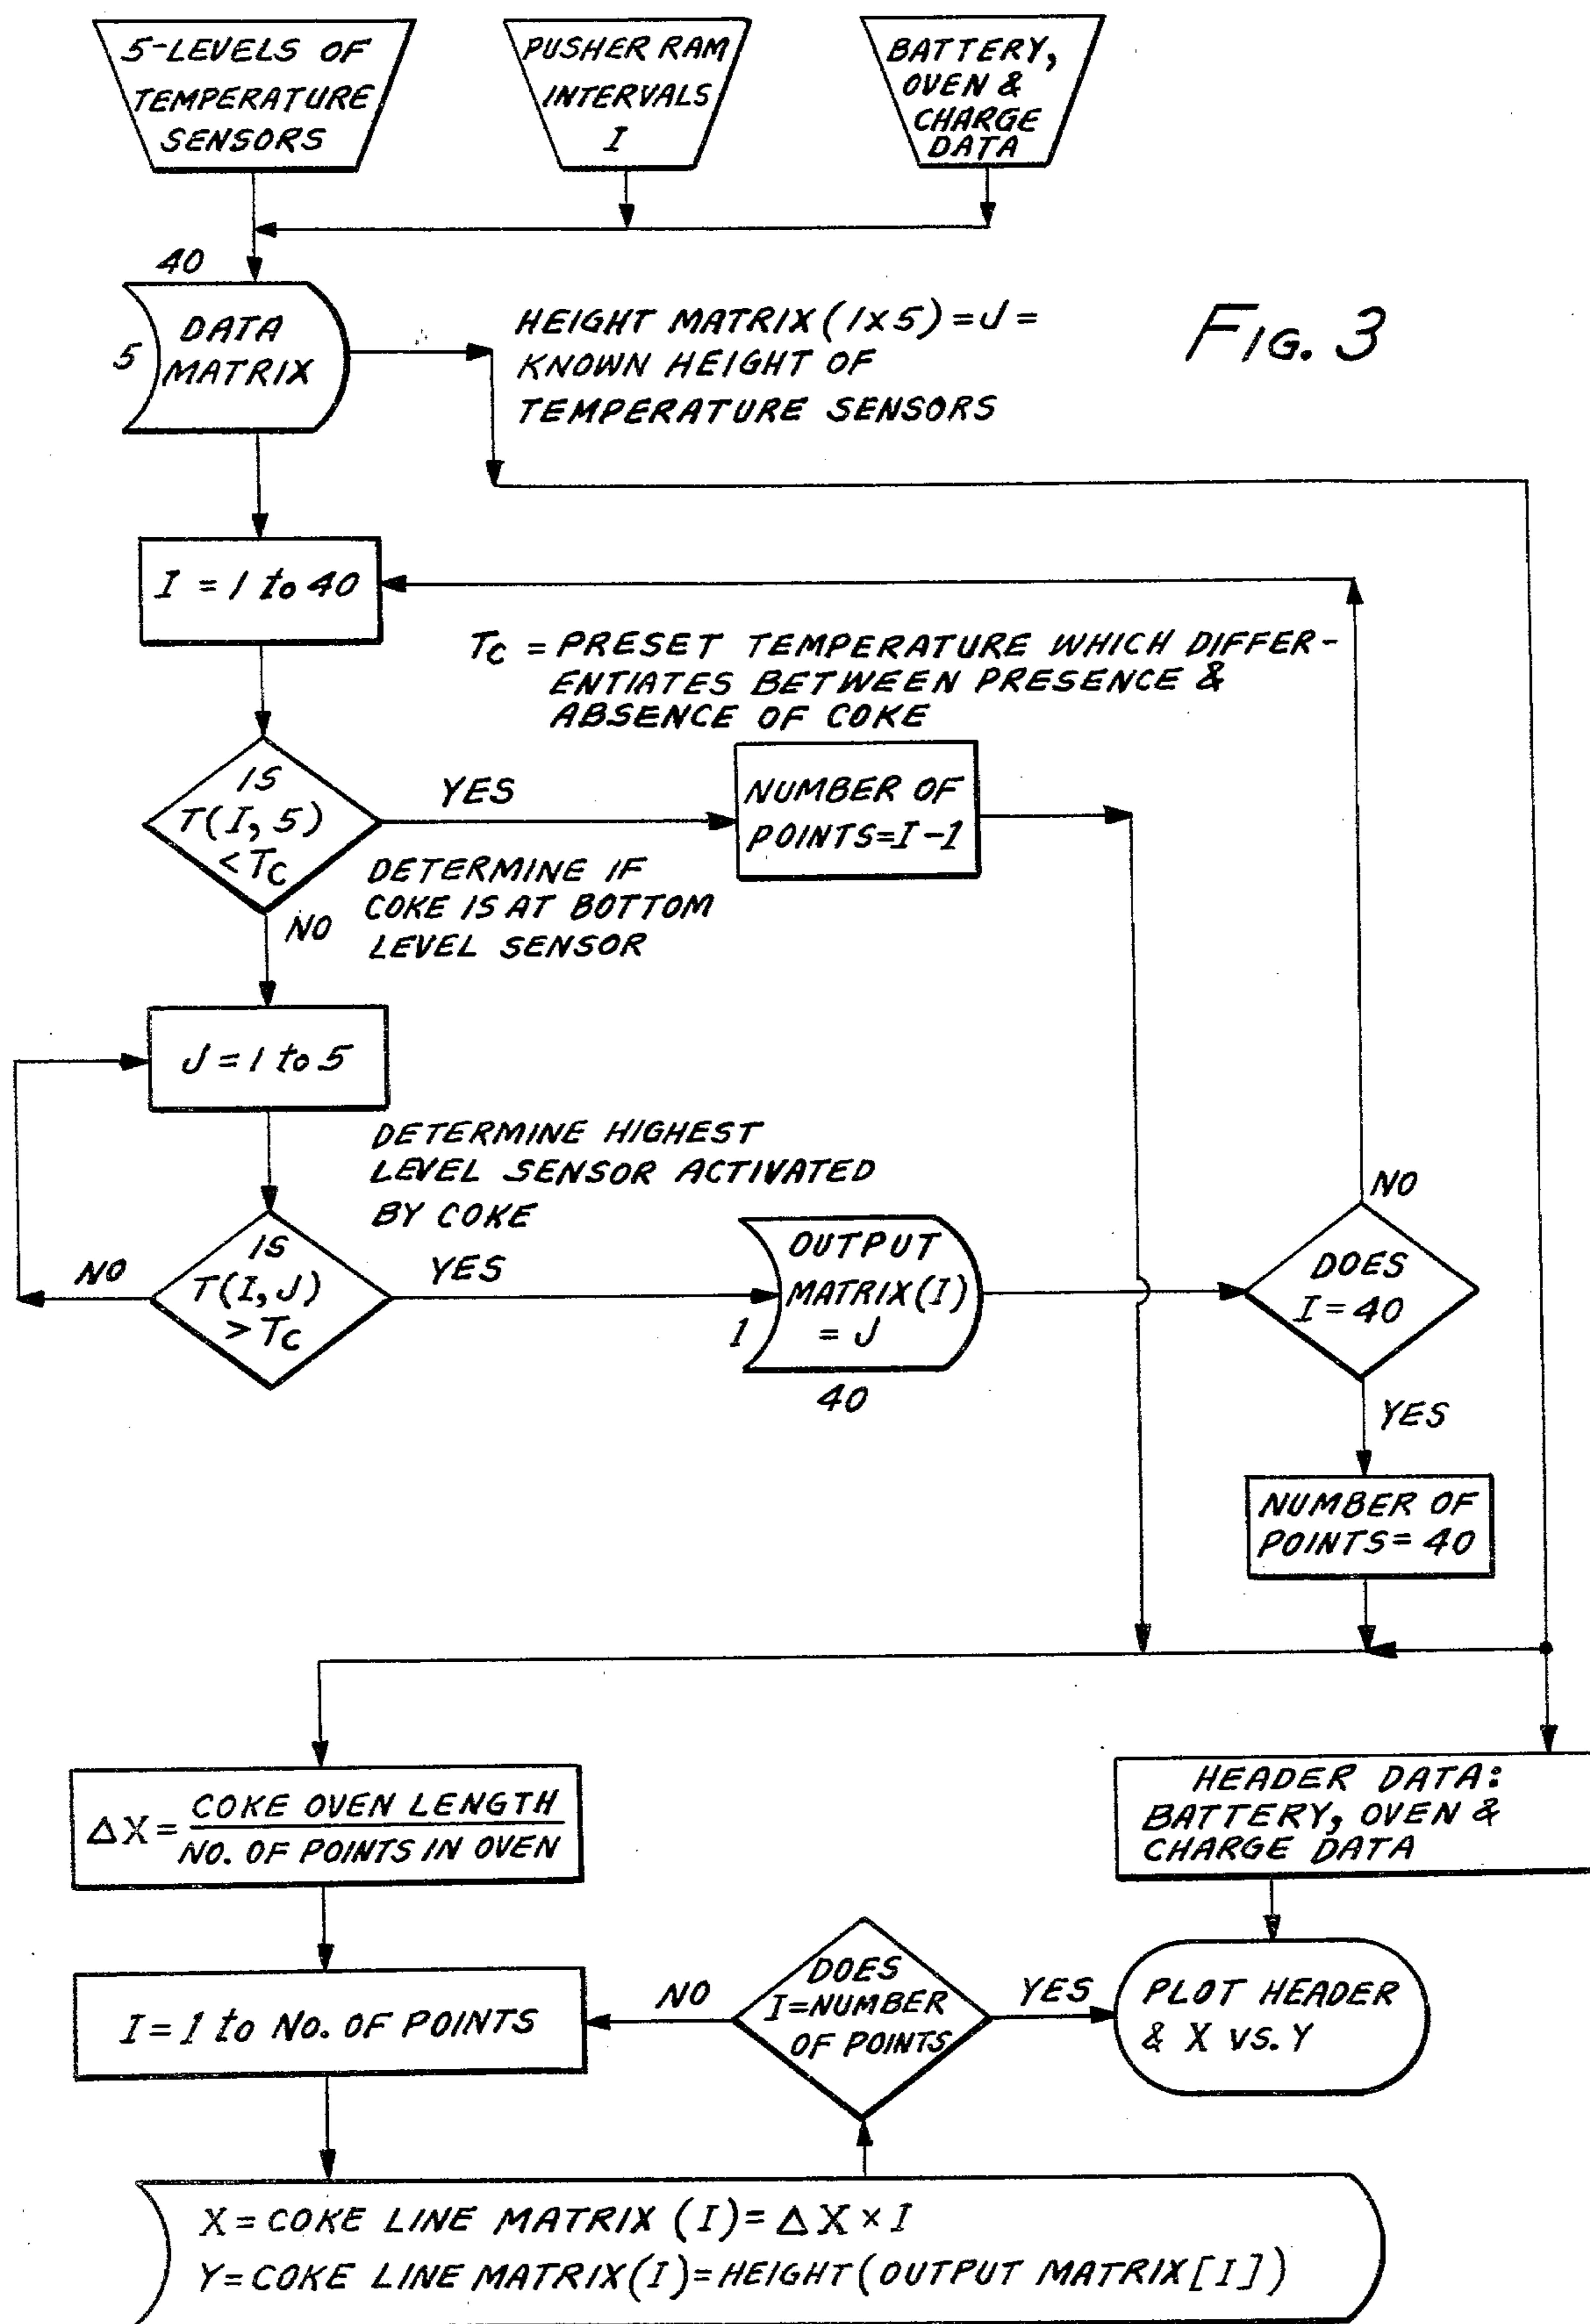 5-LEVELS OF
TEMPERATURE
SENSORS
PUSHER RAM
INTERVALS
I
BATTERY,
OVEN &
CHARGE
DATA
40
5
DATA
MATRIX
HEIGHT MATRIX (1X5) = J =
KNOWN HEIGHT OF
TEMPERATURE SENSORS
FIG. 3
I = 1 to 40
TC = PRESET TEMPERATURE WHICH DIFFER-
ENTIATES BETWEEN PRESENCE &
ABSENCE OF COKE
IS
T(I, 5)
< TC
YES
NUMBER OF
POINTS=I-1
DETERMINE IF
COKE IS AT BOTTOM
LEVEL SENSOR
NO
J = 1 to 5
DETERMINE HIGHEST
LEVEL SENSOR ACTIVATED
BY COKE
IS
T(I, J)
> TC
NO
YES
OUTPUT
MATRIX(I)
= J
1
40
DOES
I = 40
NO
YES
NUMBER OF
POINTS = 40
ΔX = COKE OVEN LENGTH
NO. OF POINTS IN OVEN
HEADER DATA:
BATTERY, OVEN &
CHARGE DATA
I = 1 to NO. OF POINTS
NO
DOES
I=NUMBER
OF POINTS
YES
PLOT HEADER
& X VS. Y
X = COKE LINE MATRIX (I) = ΔX × I
Y = COKE LINE MATRIX(I) = HEIGHT (OUTPUT MATRIX [I])